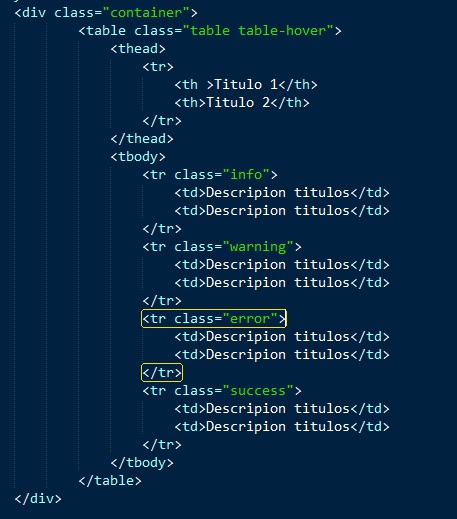 <div class="container">
<table class="table table-hover">
<thead>
<tr>
<th >Titulo 1</th>
<th>Titulo 2</th>
</tr>
</thead>
<tbody>
<tr class="info">
<td>Descripion titulos</td>
<td>Descripion titulos</td>
</tr>
<tr class="warning">
<td>Descripion titulos</td>
<td>Descripion titulos</td>
</tr>
<tr class="error">
<td>Descripion titulos</td>
<td>Descripion titulos</td>
</tr>
<tr class="success">
<td>Descripion titulos</td>
<td>Descripion titulos</td>
</tr>
</tbody>
</table>
</div>